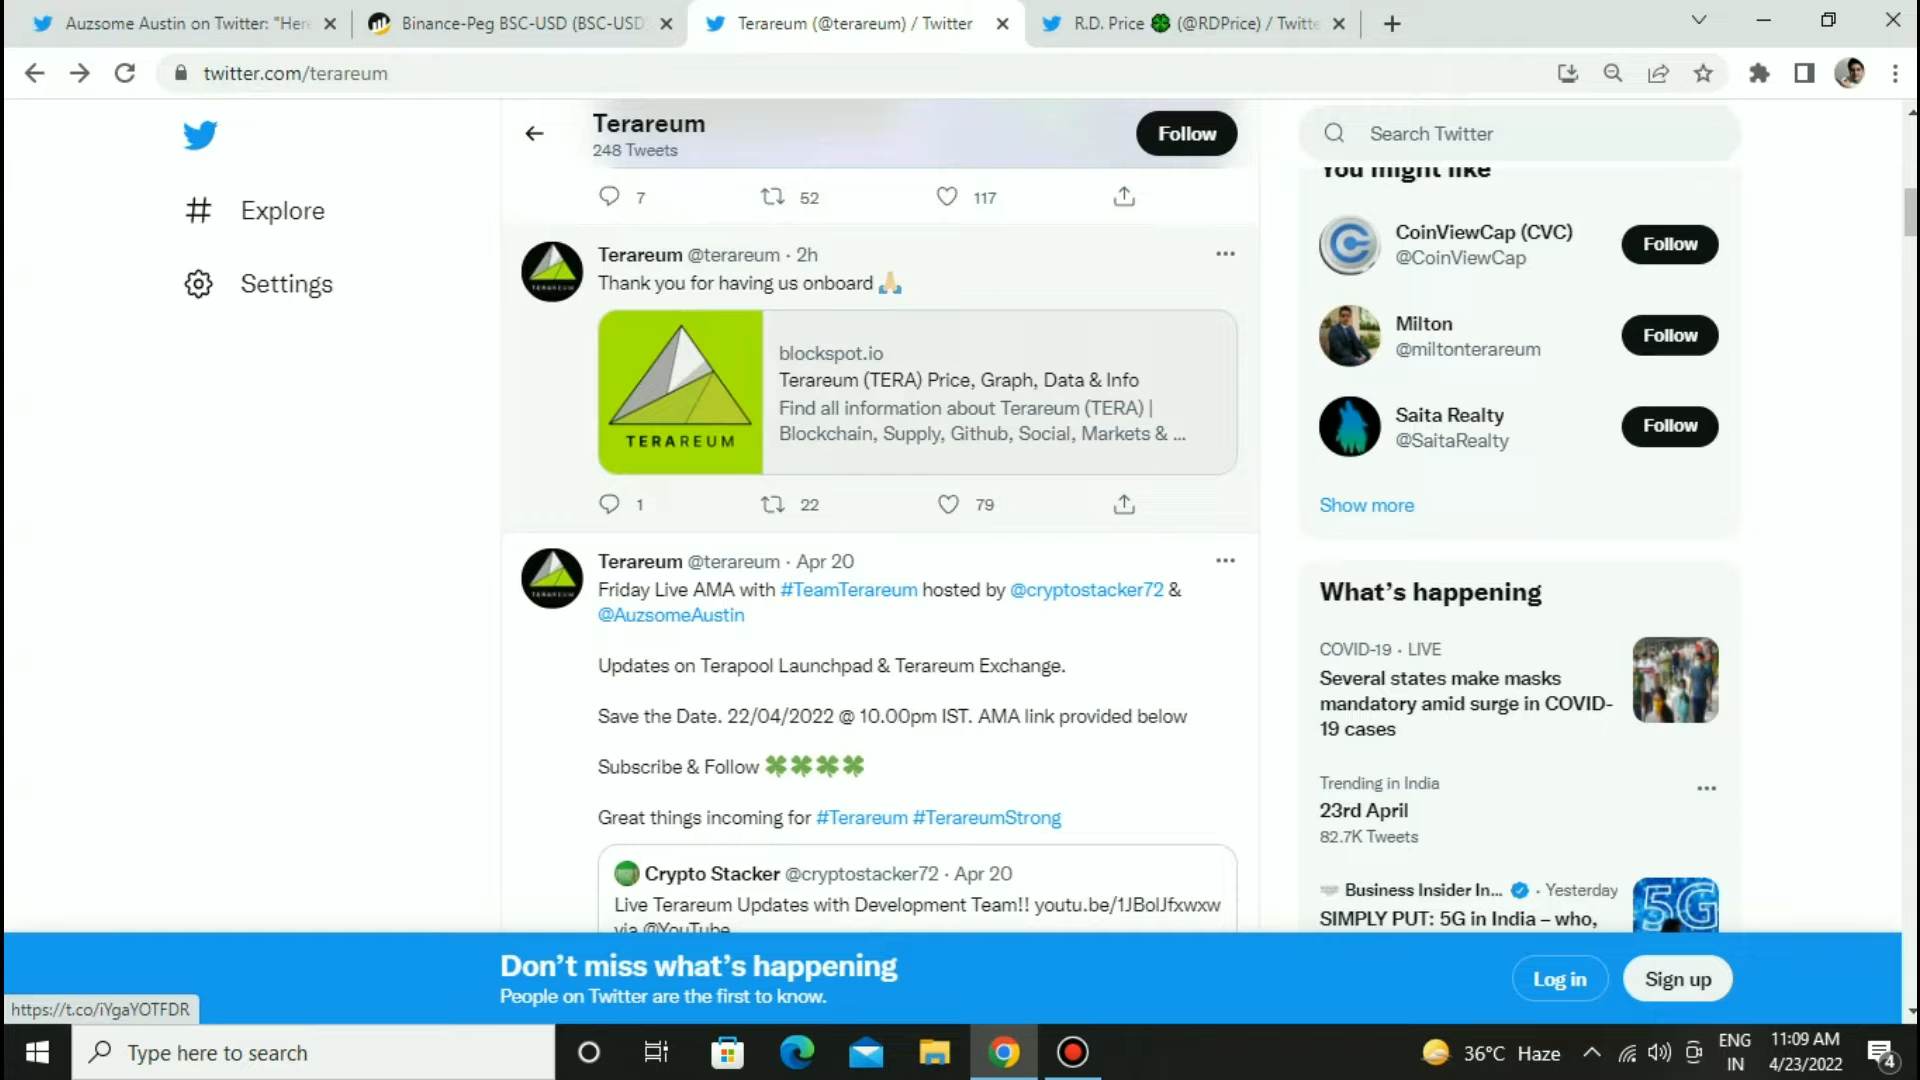 Auzsome Austin on Twitter: "Here
Binance-Peg BSC-USD (BSC-USD)
Terareum (@terareum) / Twitter
R.D. Price 🍀 (@RDPrice) / Twitte
twitter.com/terareum
Explore
Settings
Terareum
248 Tweets
Follow
7 52 117
Terareum @terareum · 2h
Thank you for having us onboard 🙏🏼
TERAREUM
blockspot.io
Terareum (TERA) Price, Graph, Data & Info
Find all information about Terareum (TERA) |
Blockchain, Supply, Github, Social, Markets & ...
1 22 79
Terareum @terareum · Apr 20
Friday Live AMA with #TeamTerareum hosted by @cryptostacker72 &
@AuzsomeAustin
Updates on Terapool Launchpad & Terareum Exchange.
Save the Date. 22/04/2022 @ 10.00pm IST. AMA link provided below
Subscribe & Follow 🍀🍀🍀🍀
Great things incoming for #Terareum #TerareumStrong
Crypto Stacker @cryptostacker72 · Apr 20
Live Terareum Updates with Development Team!! youtu.be/1JBolJfxwxw
via @YouTube
Search Twitter
You might like
CoinViewCap (CVC)
@CoinViewCap
Follow
Milton
@miltonterareum
Follow
Saita Realty
@SaitaRealty
Follow
Show more
What's happening
COVID-19 · LIVE
Several states make masks
mandatory amid surge in COVID-
19 cases
Trending in India
23rd April
82.7K Tweets
Business Insider In... · Yesterday
SIMPLY PUT: 5G in India – who,
5G
Don't miss what's happening
People on Twitter are the first to know.
Log in
Sign up
https://t.co/iYgaYOTFDR
Type here to search
36°C Haze
ENG
IN
11:09 AM
4/23/2022
4